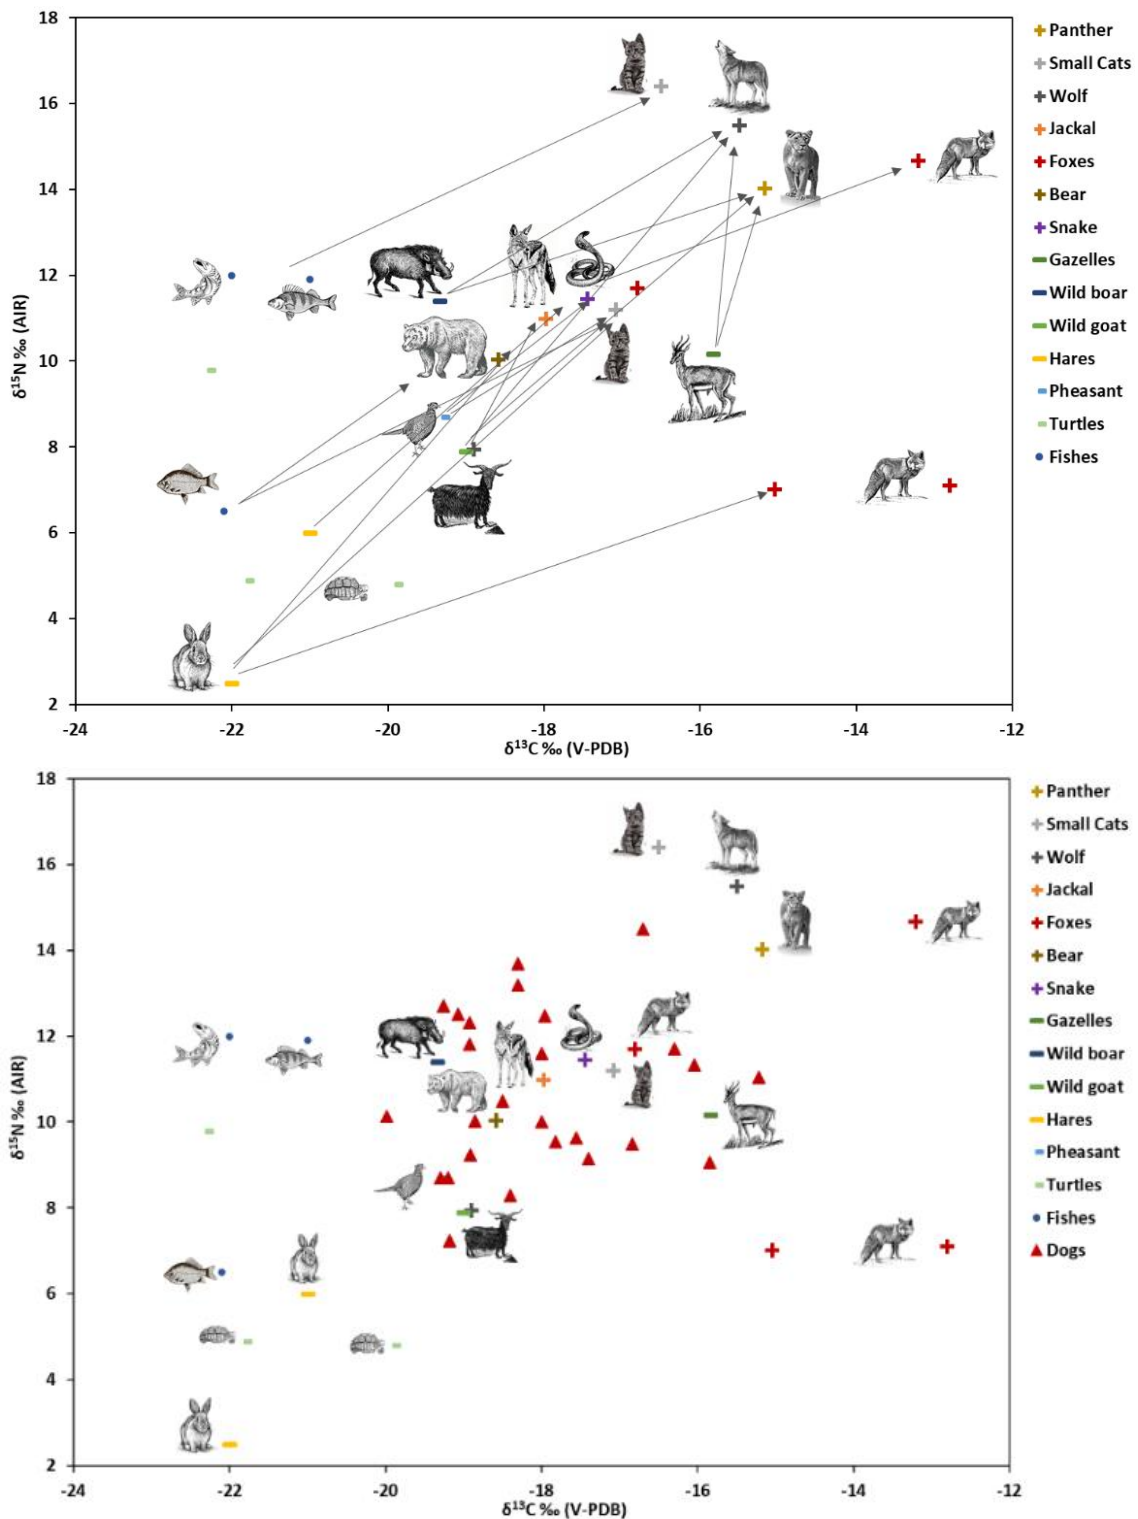 18
16
14
12
10
8
6
4
2
δ¹⁵N ‰ (AIR)
-24
-22
-20
-18
-16
-14
-12
δ¹³C ‰ (V-PDB)
Panther
Small Cats
Wolf
Jackal
Foxes
Bear
Snake
Gazelles
Wild boar
Wild goat
Hares
Pheasant
Turtles
Fishes
18
16
14
12
10
8
6
4
2
δ¹⁵N ‰ (AIR)
-24
-22
-20
-18
-16
-14
-12
δ¹³C ‰ (V-PDB)
Panther
Small Cats
Wolf
Jackal
Foxes
Bear
Snake
Gazelles
Wild boar
Wild goat
Hares
Pheasant
Turtles
Fishes
Dogs